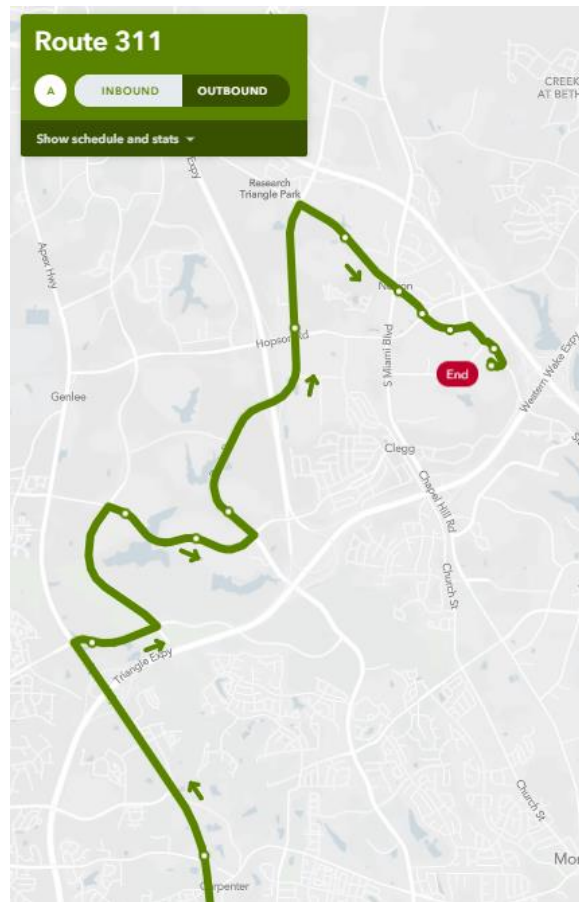 Route 311
A
INBOUND
OUTBOUND
Show schedule and stats
CREEK
AT BETH
Expy
Research
Triangle Park
Apex Hwy
Hopson Rd
S Miami Blvd
End
Western Wake Expy
Genlee
Clegg
Chapel Hill Rd
Church St
Triangle Expy
Church St
Mor
Carpenter